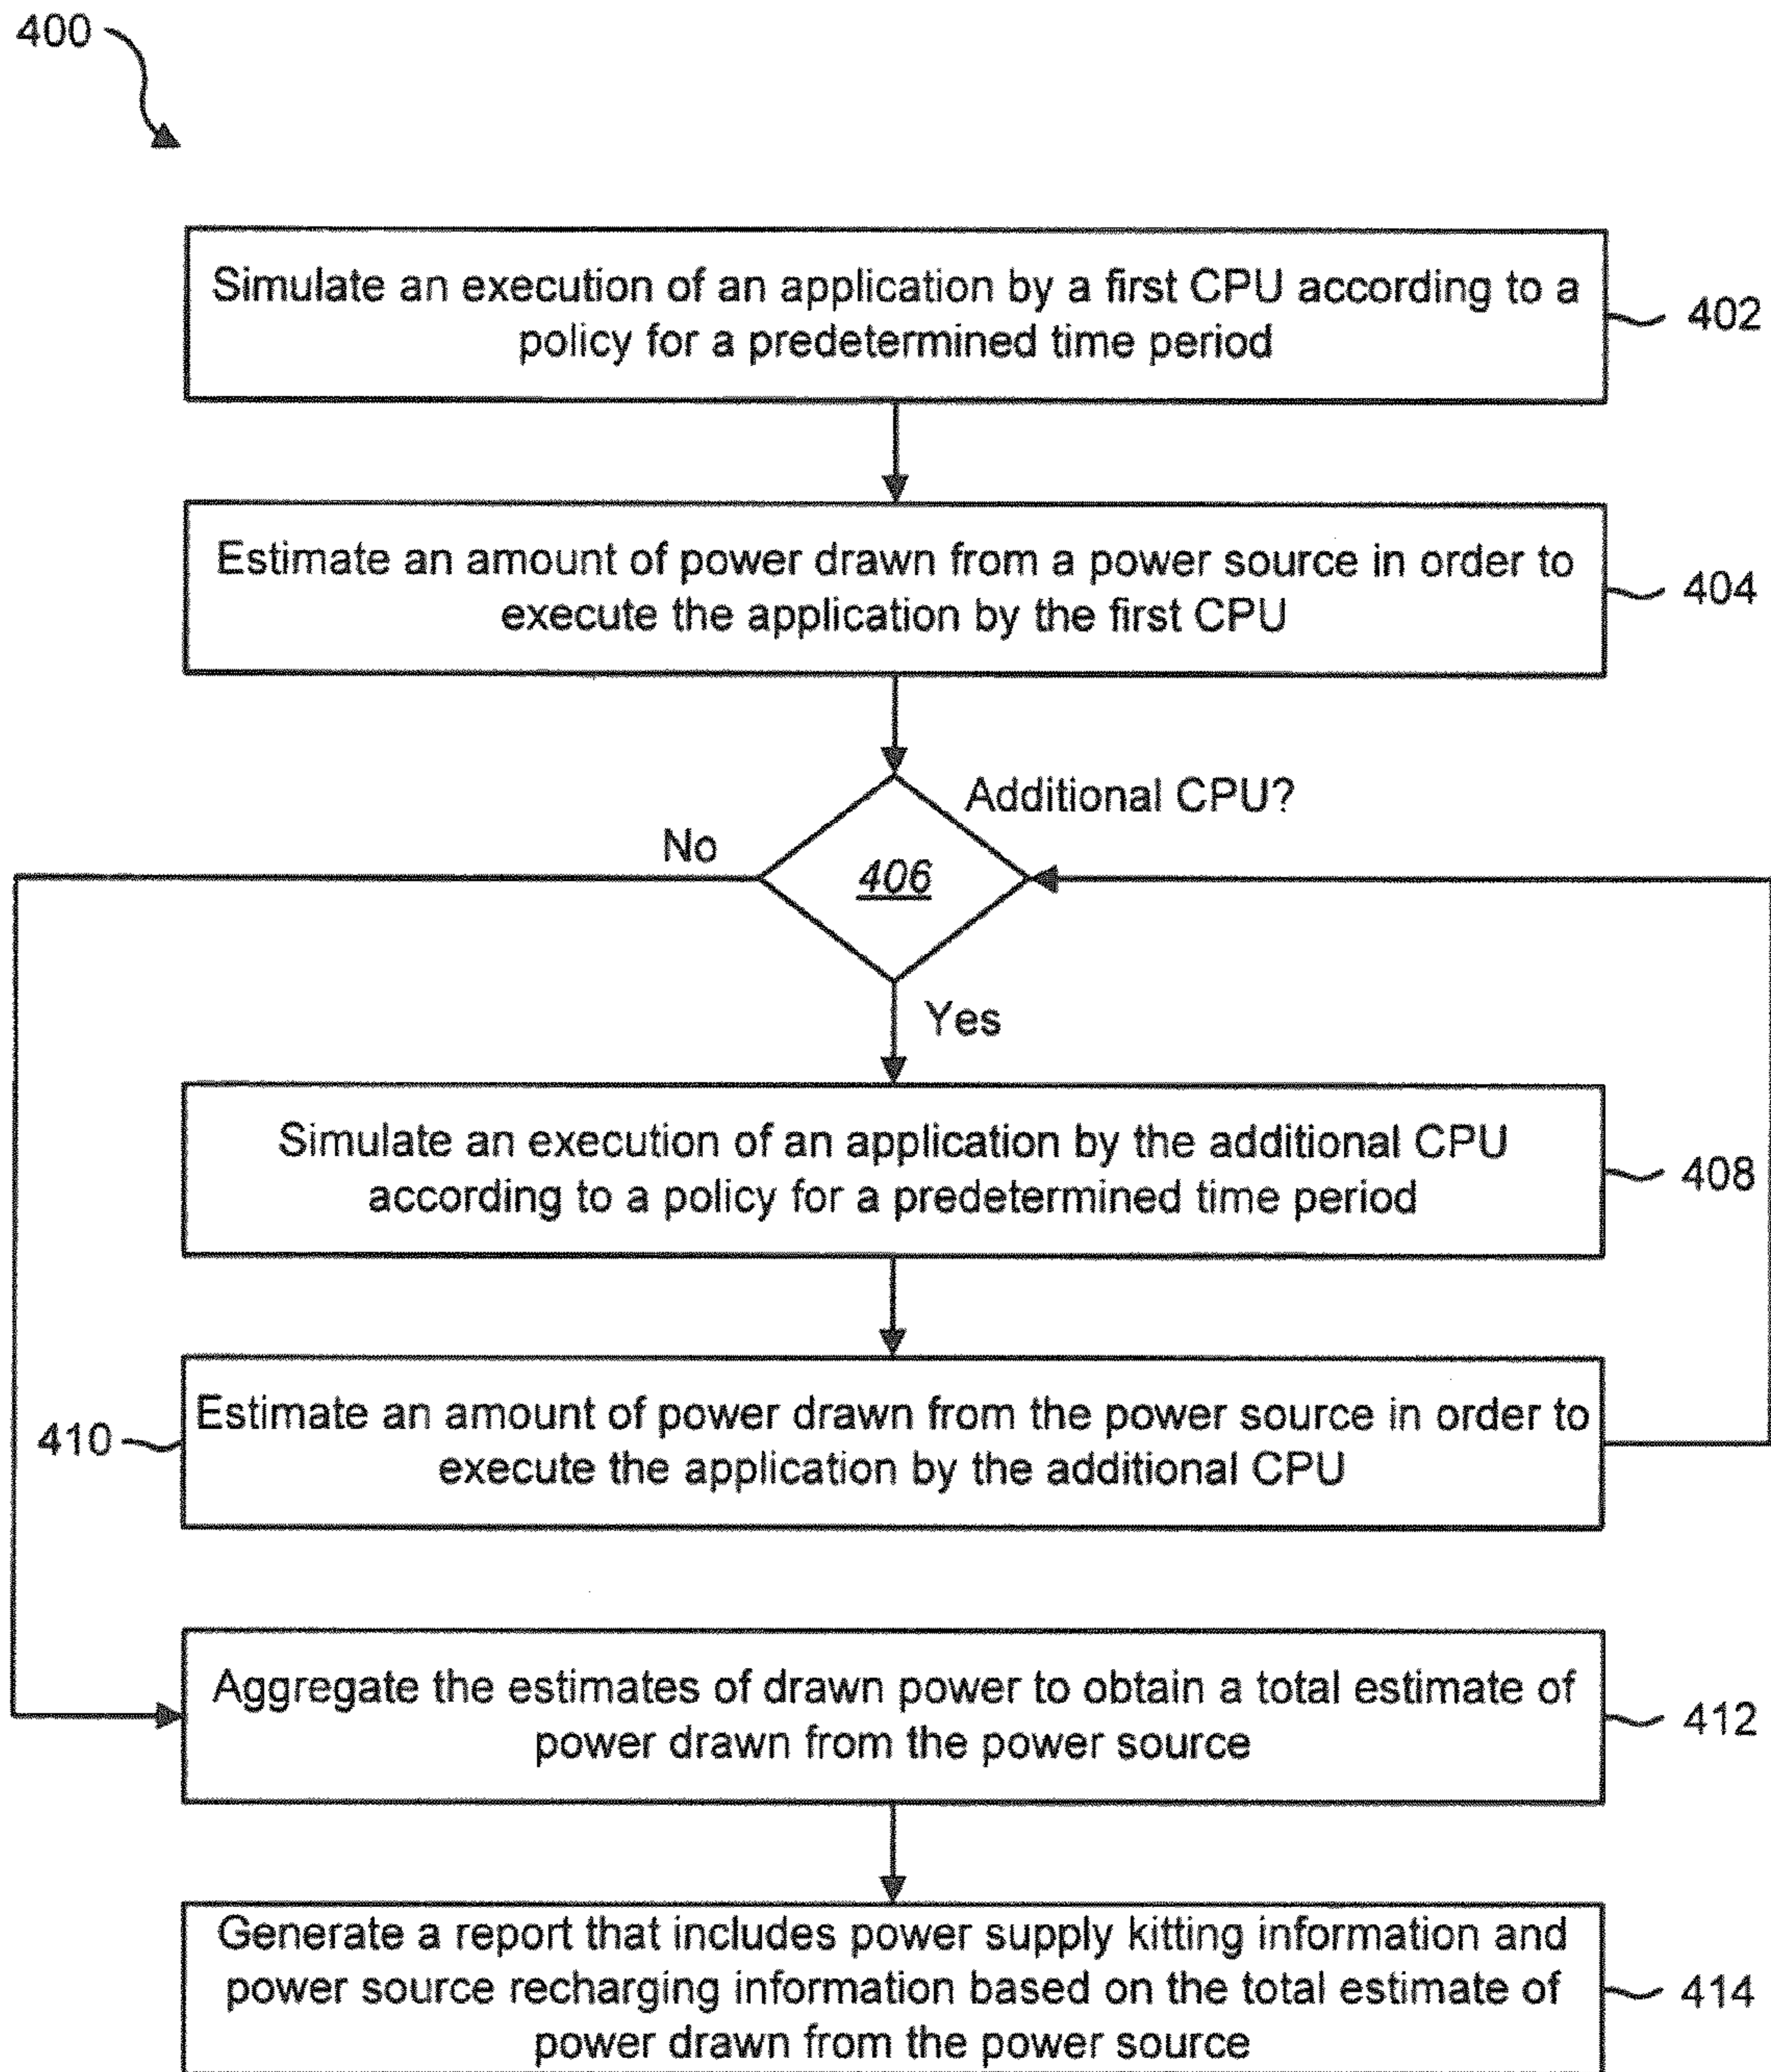 400
Simulate an execution of an application by a first CPU according to a
policy for a predetermined time period
402
Estimate an amount of power drawn from a power source in order to
execute the application by the first CPU
404
Additional CPU?
No
406
Yes
Simulate an execution of an application by the additional CPU
according to a policy for a predetermined time period
408
Estimate an amount of power drawn from the power source in order to
execute the application by the additional CPU
410
Aggregate the estimates of drawn power to obtain a total estimate of
power drawn from the power source
412
Generate a report that includes power supply kitting information and
power source recharging information based on the total estimate of
power drawn from the power source
414